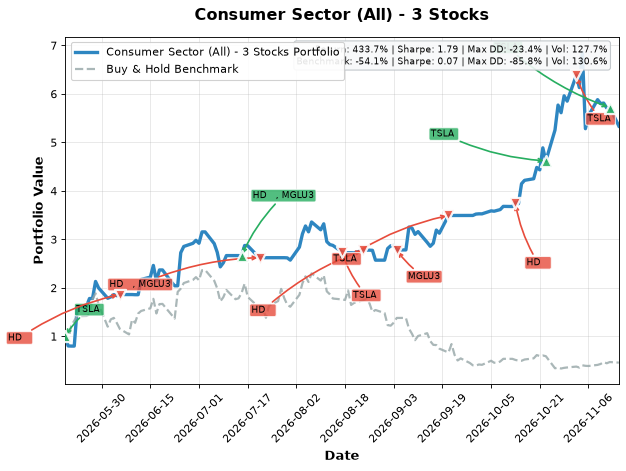 Consumer Sector (All) - 3 Stocks
Consumer Sector (All) - 3 Stocks Portfolio
Buy & Hold Benchmark
: 433.7% | Sharpe: 1.79 | Max DD: -23.4% | Vol: 127.7%
-54.1% | Sharpe: 0.07 | Max DD: -85.8% | Vol: 130.6%
7
6
5
4
3
2
1
Portfolio Value
TSLA
TSLA
HD , MGLU3
TSLA
HD
MGLU3
HD , MGLU3
TSLA
HD
TSLA
HD
2026-05-30
2026-06-15
2026-07-01
2026-07-17
2026-08-02
2026-08-18
2026-09-03
2026-09-19
2026-10-05
2026-10-21
2026-11-06
Date